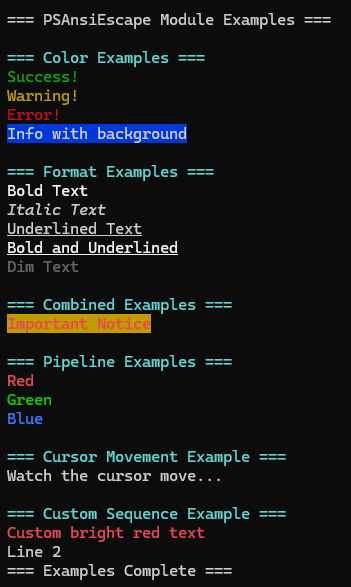 === PSAnsiEscape Module Examples ===
=== Color Examples ===
Success!
Warning!
Error!
Info with background
=== Format Examples ===
Bold Text
Italic Text
Underlined Text
Bold and Underlined
Dim Text
=== Combined Examples ===
Important Notice
=== Pipeline Examples ===
Red
Green
Blue
=== Cursor Movement Example ===
Watch the cursor move...
=== Custom Sequence Example ===
Custom bright red text
Line 2
=== Examples Complete ===